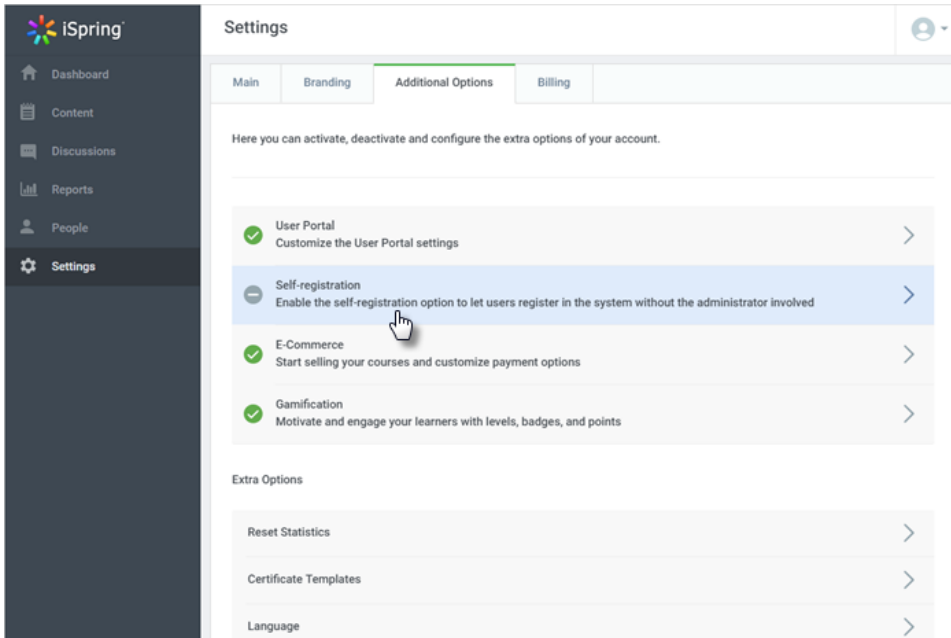 iSpring
Settings
Dashboard
Content
Discussions
Reports
People
Settings
Main
Branding
Additional Options
Billing
Here you can activate, deactivate and configure the extra options of your account.
User Portal
Customize the User Portal settings
Self-registration
Enable the self-registration option to let users register in the system without the administrator involved
E-Commerce
Start selling your courses and customize payment options
Gamification
Motivate and engage your learners with levels, badges, and points
Extra Options
Reset Statistics
Certificate Templates
Language